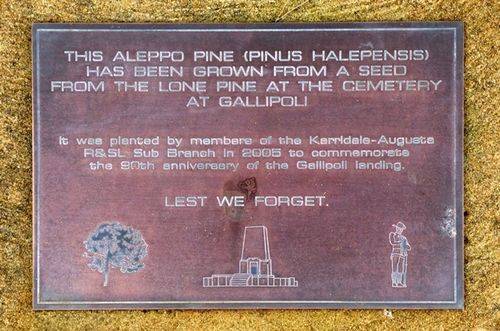 THIS ALEPPO PINE (PINUS HALEPENSIS)
HAS BEEN GROWN FROM A SEED
FROM THE LONE PINE AT THE CEMETERY
AT GALLIPOLI
It was planted by members of the Karridale-Augusta
R&SL Sub Branch in 2005 to commemorate
the 90th anniversary of the Gallipoli landing.
LEST WE FORGET.